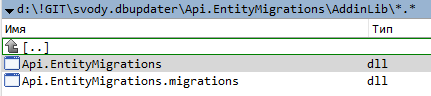 d:\!GIT\svody.dbupdater\Api.EntityMigrations\AddinLib\*.*
Имя Тип
[..]
Api.EntityMigrations dll
Api.EntityMigrations.migrations dll